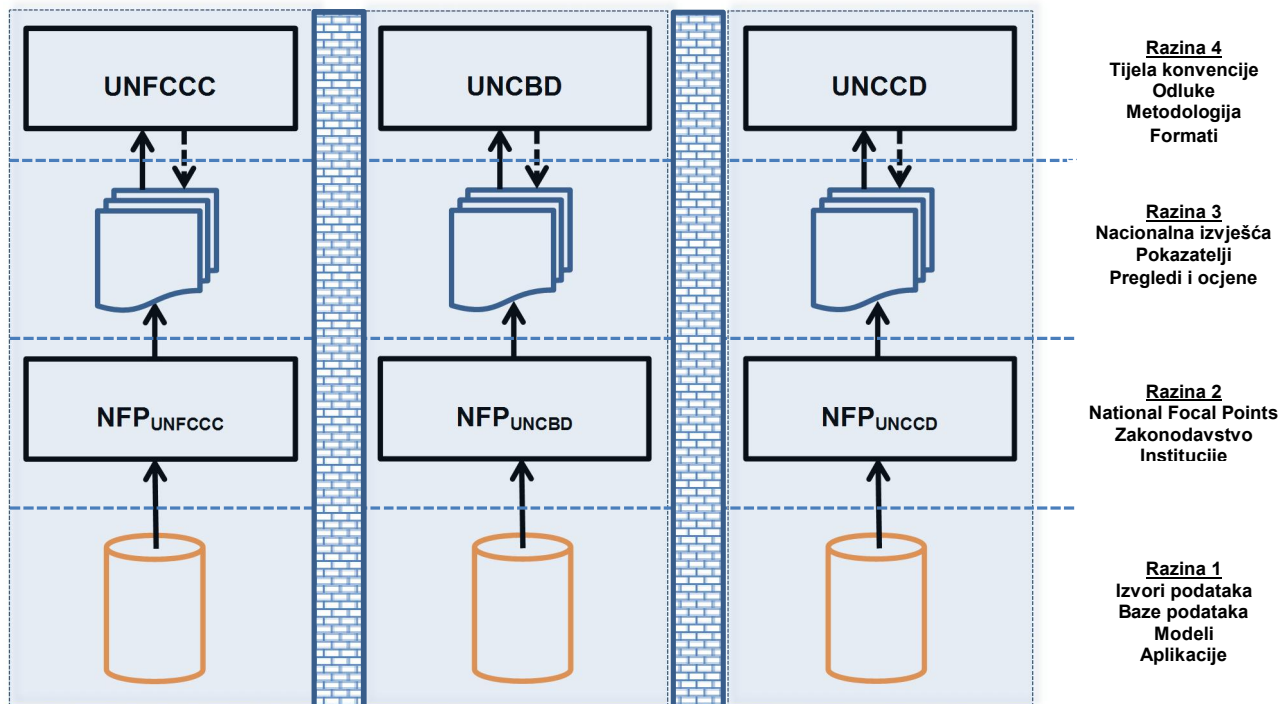 UNFCCC
UNCBD
UNCCD
Razina 4
Tijela konvencije
Odluke
Metodologija
Formati
Razina 3
Nacionalna izvješća
Pokazatelji
Pregledi i ocjene
NFPUNFCCC
NFPUNCBD
NFPUNCCD
Razina 2
National Focal Points
Zakonodavstvo
Institucije
Razina 1
Izvori podataka
Baze podataka
Modeli
Aplikacije